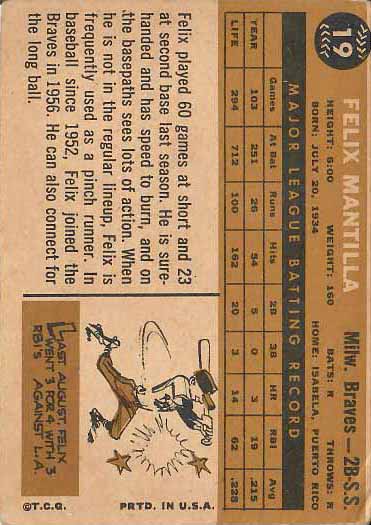 19
FELIX MANTILLA
Milw. Braves—2B-S.S.
HEIGHT: 6:00 WEIGHT: 160 BATS: R THROWS: R
BORN: JULY 20, 1934 HOME: ISABELA, PUERTO RICO
MAJOR LEAGUE BATTING RECORD
Games At Bat Runs Hits 2B 3B HR RBI Avg.
YEAR 103 251 26 54 5 0 3 19 .215
LIFE 294 712 100 162 20 3 14 62 .228
Felix played 60 games at short and 23
at second base last season. He is sure-
handed and has speed to burn, and on
the basepaths sees lots of action. When
he is not in the regular lineup, Felix is
frequently used as a pinch runner. In
baseball since 1952, Felix joined the
Braves in 1956. He can also connect for
the long ball.
LAST AUGUST, FELIX
WENT 3 FOR 4 WITH 3
RBI'S AGAINST L.A.
©T.C.G. PRTD. IN U.S.A.